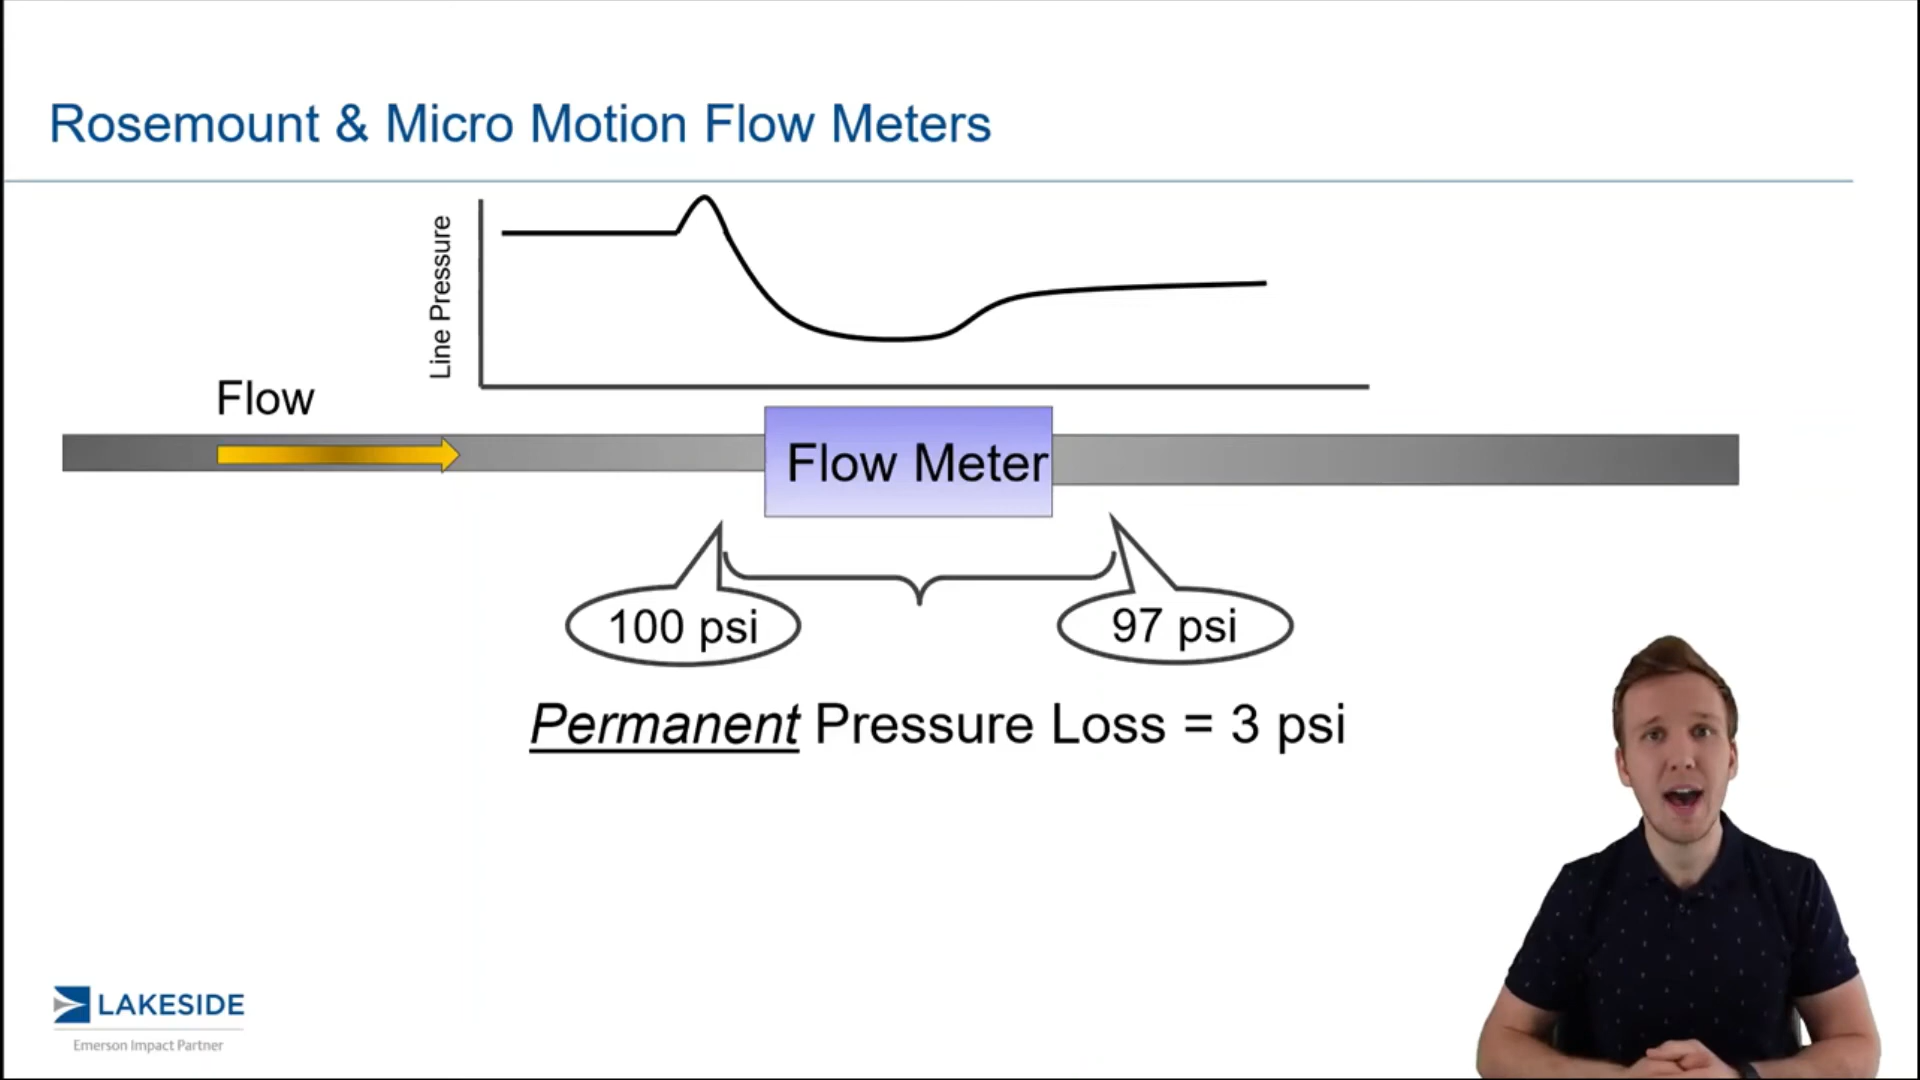 Rosemount & Micro Motion Flow Meters
Line Pressure
Flow
Flow Meter
100 psi
97 psi
Permanent Pressure Loss = 3 psi
LAKESIDE
Emerson Impact Partner